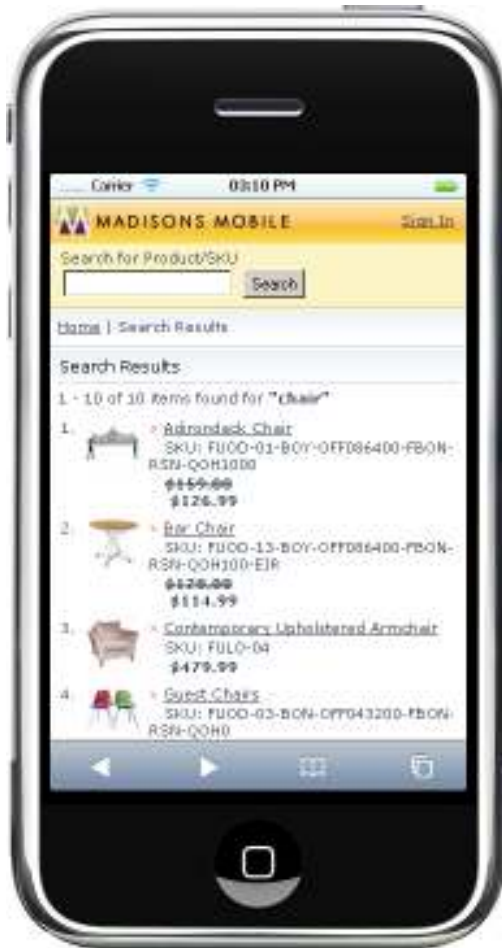 Carrier 03:10 PM
MADISONS MOBILE Sign In
Search for Product/SKU
Search
Home | Search Results
Search Results
1 - 10 of 10 items found for "chair"
1. Adirondack Chair
SKU: FUOD-01-BOY-OFF086400-FBON-
RSN-QOH1000
$159.00
$126.99
2. Bar Chair
SKU: FUOD-13-BOY-OFF086400-FBON-
RSN-QOH100-EIR
$128.00
$114.99
3. Contemporary Upholstered Armchair
SKU: FULO-04
$479.99
4. Guest Chairs
SKU: FUOD-03-BON-OFF043200-FBON-
RSN-QOH0